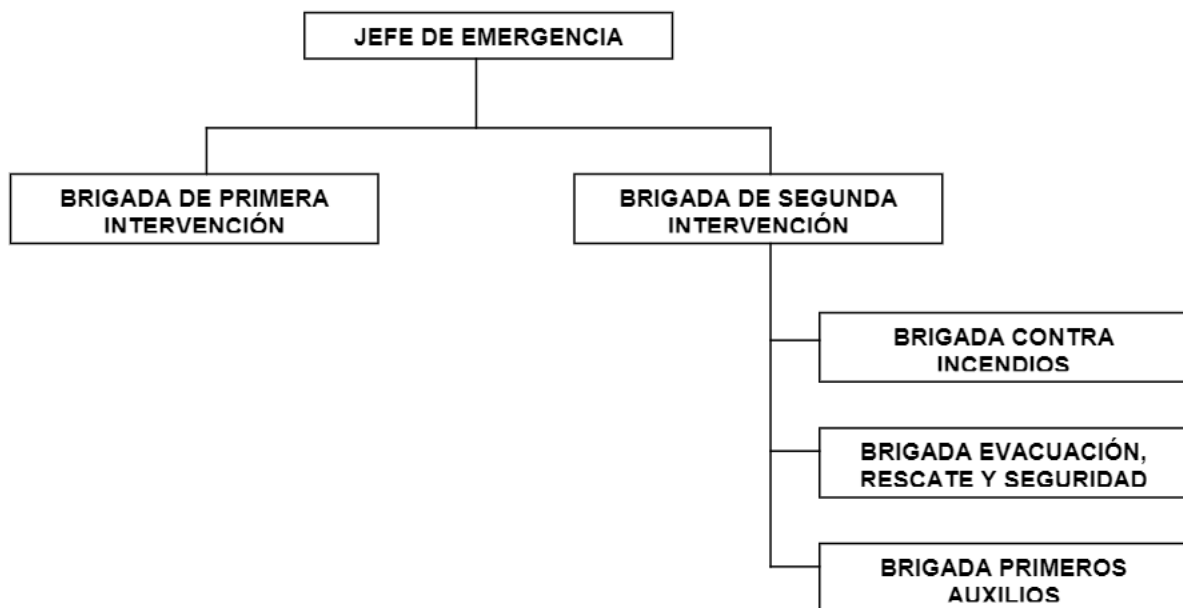 JEFE DE EMERGENCIA
BRIGADA DE PRIMERA
INTERVENCIÓN
BRIGADA DE SEGUNDA
INTERVENCIÓN
BRIGADA CONTRA
INCENDIOS
BRIGADA EVACUACIÓN,
RESCATE Y SEGURIDAD
BRIGADA PRIMEROS
AUXILIOS